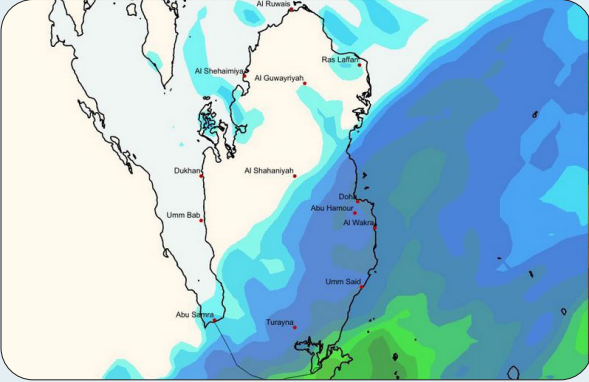 Al Ruwais
Ras Laffan
Al Shehaimiya
Al Guwayriyah
Dukhan
Al Shahaniyah
Doha
Abu Hamour
Umm Bab
Al Wakra
Umm Said
Abu Samra
Turayna